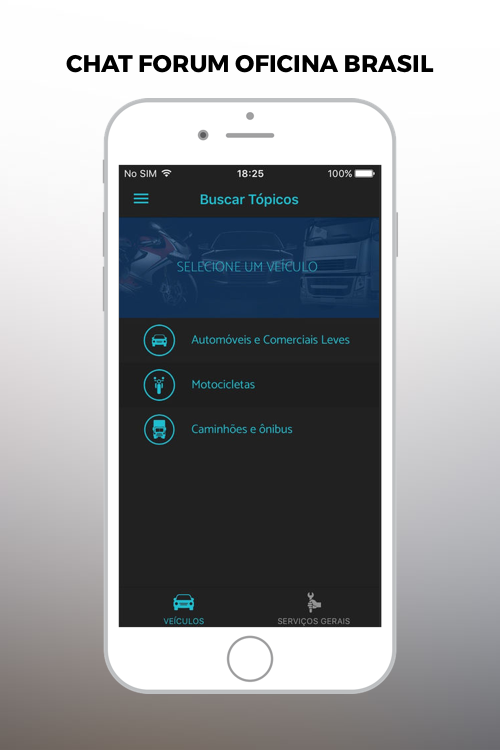 CHAT FORUM OFICINA BRASIL
No SIM 18:25 100%
Buscar Tópicos
SELECIONE UM VEÍCULO
Automóveis e Comerciais Leves
Motocicletas
Caminhões e ônibus
VEÍCULOS SERVIÇOS GERAIS